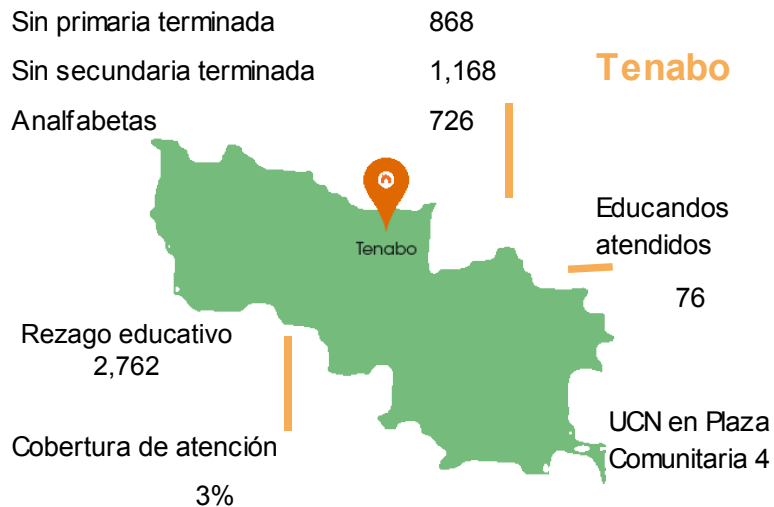 Sin primaria terminada 868
Sin secundaria terminada 1,168
Tenabo
Analfabetas 726
Tenabo
Educandos
atendidos
76
Rezago educativo
2,762
Cobertura de atención
3%
UCN en Plaza
Comunitaria 4